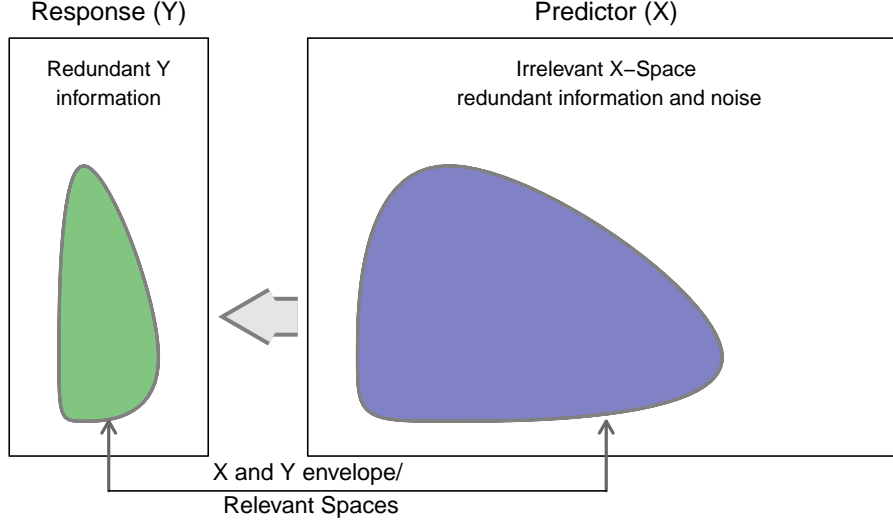 Response (Y)
Predictor (X)
Redundant Y
information
Irrelevant X−Space
redundant information and noise
X and Y envelope/
Relevant Spaces